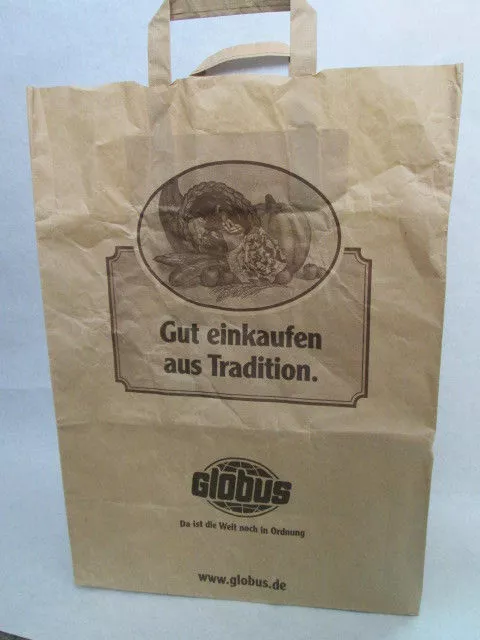 Gut einkaufen
aus Tradition.
GLOBUS
Da ist die Welt noch in Ordnung
www.globus.de